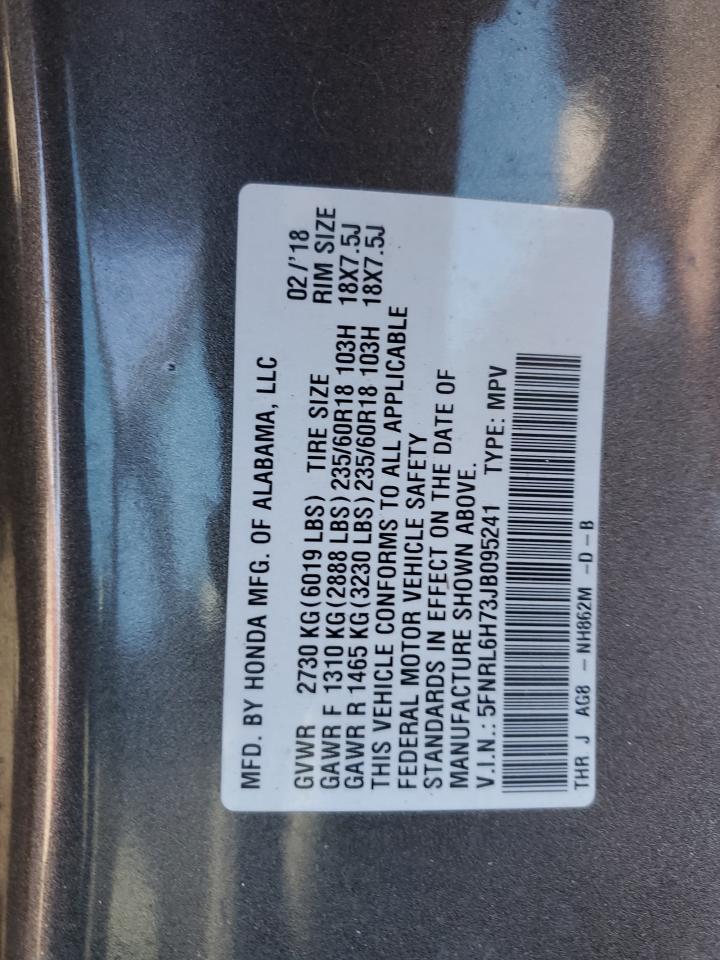 MFD. BY HONDA MFG. OF ALABAMA, LLC
02/'18
GVWR 2730 KG(6019 LBS) TIRE SIZE RIM SIZE
GAWR F 1310 KG(2888 LBS)235/60R18 103H 18X7.5J
GAWR R 1465 KG(3230 LBS)235/60R18 103H 18X7.5J
THIS VEHICLE CONFORMS TO ALL APPLICABLE
FEDERAL MOTOR VEHICLE SAFETY
STANDARDS IN EFFECT ON THE DATE OF
MANUFACTURE SHOWN ABOVE.
V.I.N.: 5FNRL6H73JB095241 TYPE: MPV
THR J AG8 - NH862M -D-B